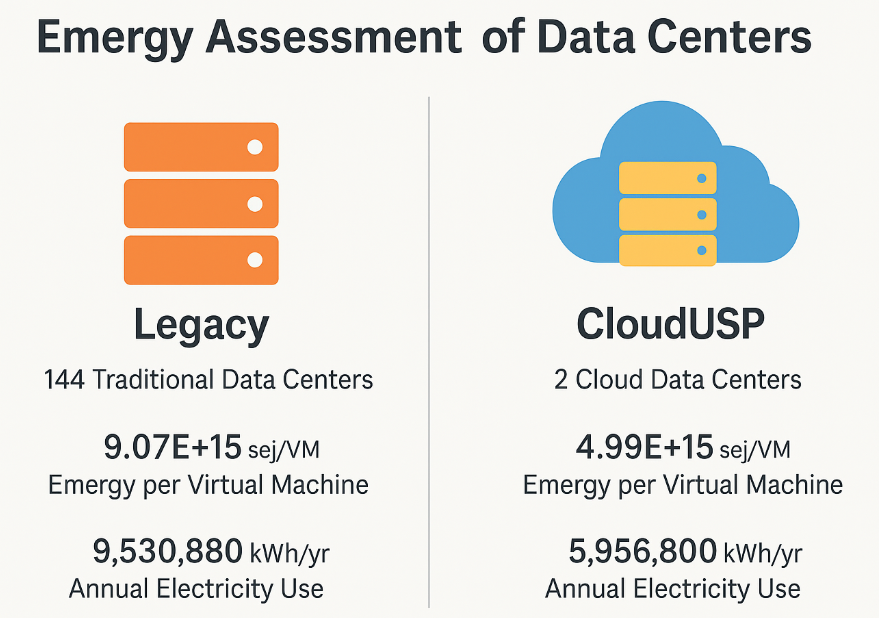 Emergy Assessment of Data Centers
Legacy
144 Traditional Data Centers
9.07E+15 sej/VM
Emergy per Virtual Machine
9,530,880 kWh/yr
Annual Electricity Use
CloudUSP
2 Cloud Data Centers
4.99E+15 sej/VM
Emergy per Virtual Machine
5,956,800 kWh/yr
Annual Electricity Use